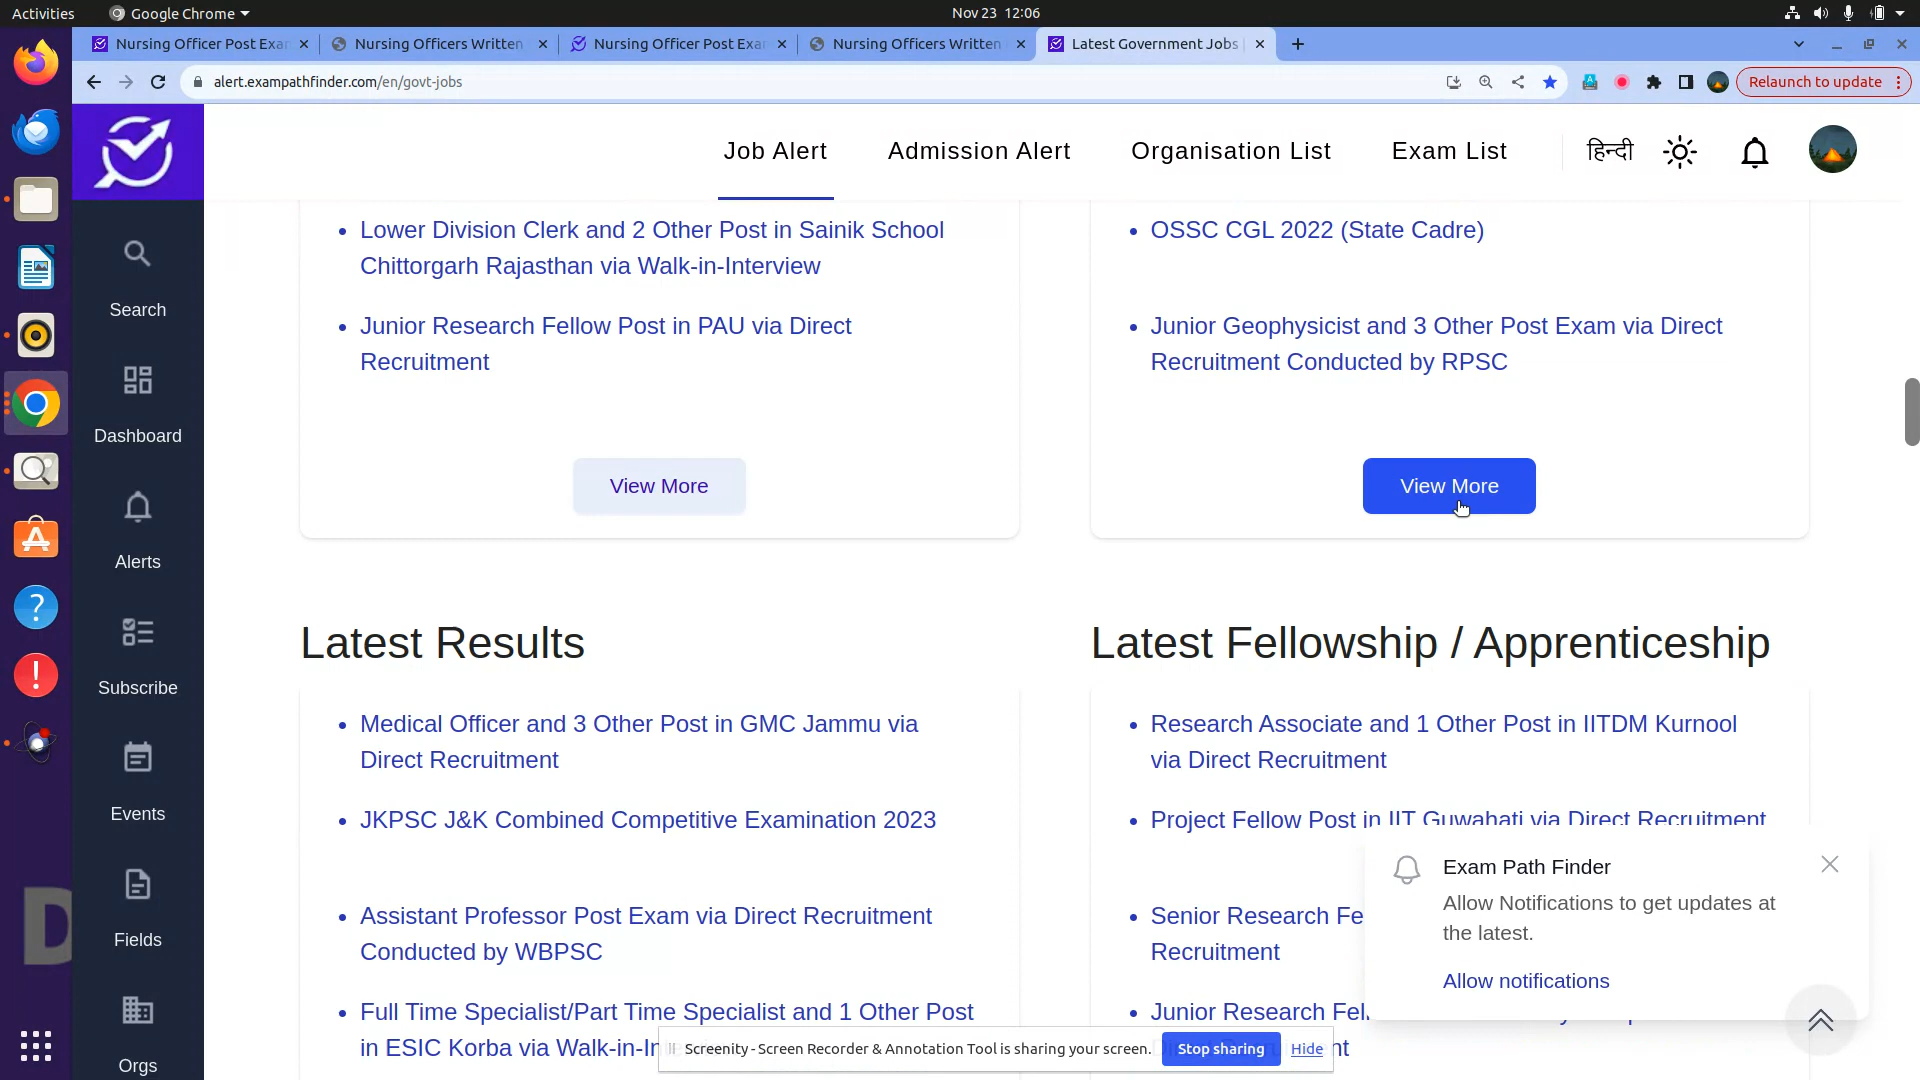 Activities
Google Chrome
Nov 23 12:06
Nursing Officer Post Exa
Nursing Officers Written
Nursing Officer Post Exa
Nursing Officers Written
Latest Government Jobs
alert.exampathfinder.com/en/govt-jobs
Relaunch to update
Job Alert
Admission Alert
Organisation List
Exam List
हिन्दी
Search
Dashboard
Alerts
Subscribe
Events
Fields
Orgs
Lower Division Clerk and 2 Other Post in Sainik School
Chittorgarh Rajasthan via Walk-in-Interview
Junior Research Fellow Post in PAU via Direct
Recruitment
View More
OSSC CGL 2022 (State Cadre)
Junior Geophysicist and 3 Other Post Exam via Direct
Recruitment Conducted by RPSC
View More
Latest Results
Medical Officer and 3 Other Post in GMC Jammu via
Direct Recruitment
JKPSC J&K Combined Competitive Examination 2023
Assistant Professor Post Exam via Direct Recruitment
Conducted by WBPSC
Full Time Specialist/Part Time Specialist and 1 Other Post
in ESIC Korba via Walk-in-In
Latest Fellowship / Apprenticeship
Research Associate and 1 Other Post in IITDM Kurnool
via Direct Recruitment
Project Fellow Post in IIT Guwahati via Direct Recruitment
Senior Research Fe
Recruitment
Junior Research Fel
nt
Exam Path Finder
Allow Notifications to get updates at
the latest.
Allow notifications
Screenity - Screen Recorder & Annotation Tool is sharing your screen.
Stop sharing
Hide